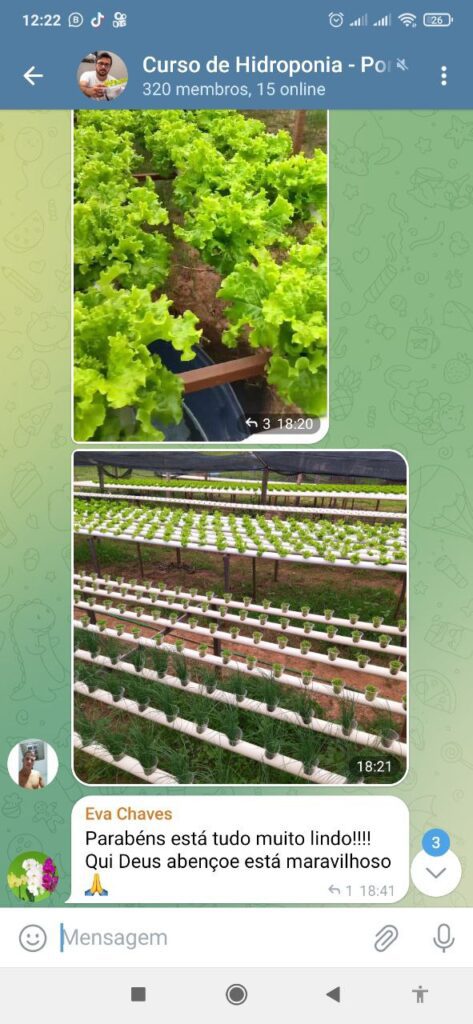 12:22
26
Curso de Hidroponia - Po
320 membros, 15 online
3 18:20
18:21
Eva Chaves
Parabéns está tudo muito lindo!!!!
Qui Deus abençoe está maravilhoso
🙏
1 18:41
3
Mensagem